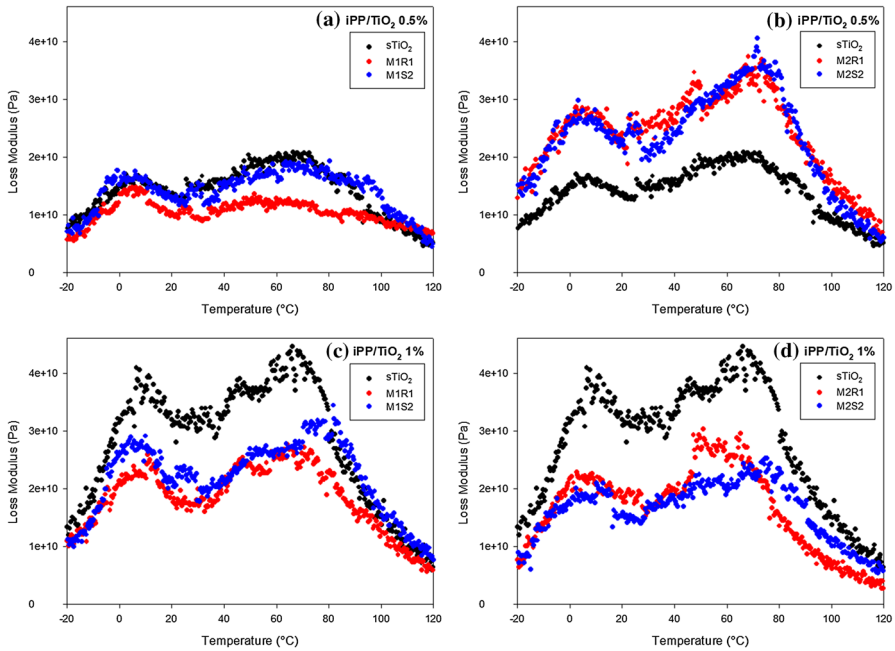 (a) iPP/TiO₂ 0.5%
sTiO₂
M1R1
M1S2
Loss Modulus (Pa)
4e+10
3e+10
2e+10
1e+10
0
-20 0 20 40 60 80 100 120
Temperature (°C)
(b) iPP/TiO₂ 0.5%
sTiO₂
M2R1
M2S2
Loss Modulus (Pa)
4e+10
3e+10
2e+10
1e+10
0
-20 0 20 40 60 80 100 120
Temperature (°C)
(c) iPP/TiO₂ 1%
sTiO₂
M1R1
M1S2
Loss Modulus (Pa)
4e+10
3e+10
2e+10
1e+10
0
-20 0 20 40 60 80 100 120
Temperature (°C)
(d) iPP/TiO₂ 1%
sTiO₂
M2R1
M2S2
Loss Modulus (Pa)
4e+10
3e+10
2e+10
1e+10
0
-20 0 20 40 60 80 100 120
Temperature (°C)